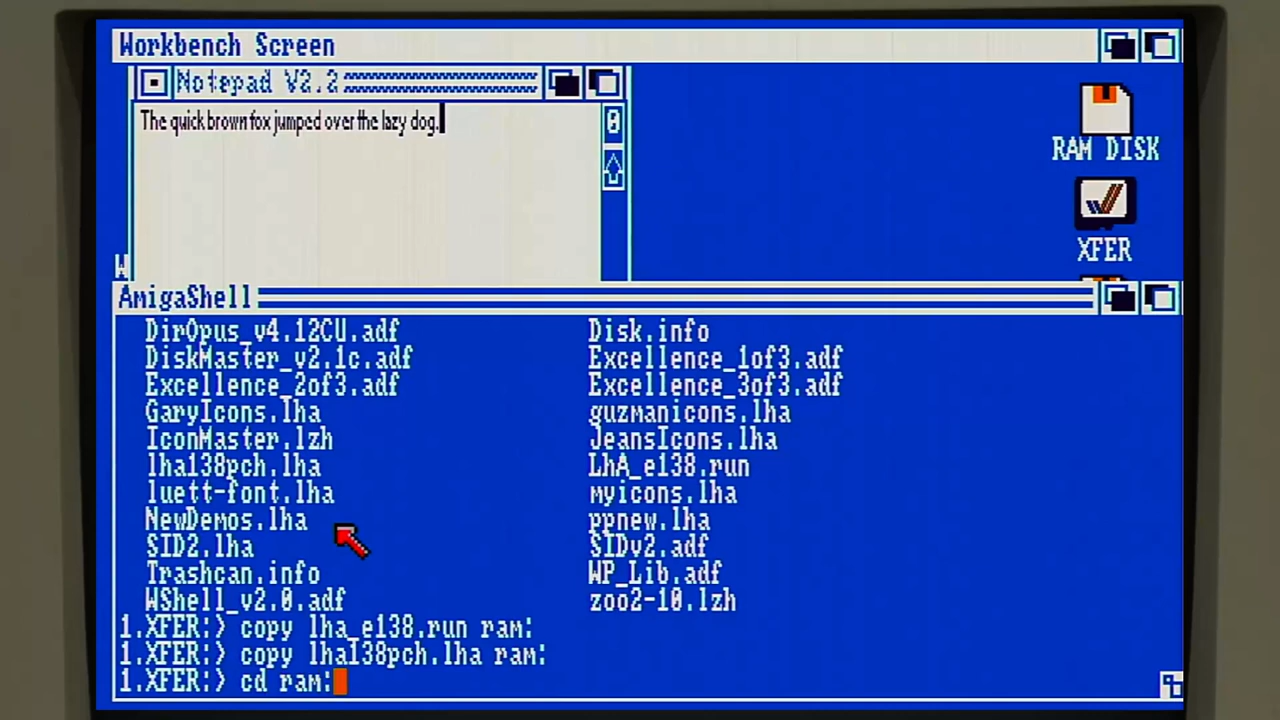 Workbench Screen
Notepad V2.2
The quick brown fox jumped over the lazy dog.
RAM DISK
XFER
W
AmigaShell
DirOpus_v4.12CU.adf Disk.info
DiskMaster_v2.1c.adf Excellence_1of3.adf
Excellence_2of3.adf Excellence_3of3.adf
GaryIcons.lha guzmanicons.lha
IconMaster.lzh JeansIcons.lha
lha138pch.lha LhA_e138.run
luett-font.lha myicons.lha
NewDemos.lha ppnew.lha
SID2.lha SIDv2.adf
Trashcan.info WP_Lib.adf
WShell_v2.0.adf zoo2-10.lzh
1.XFER:> copy lha_e138.run ram:
1.XFER:> copy lha138pch.lha ram:
1.XFER:> cd ram: